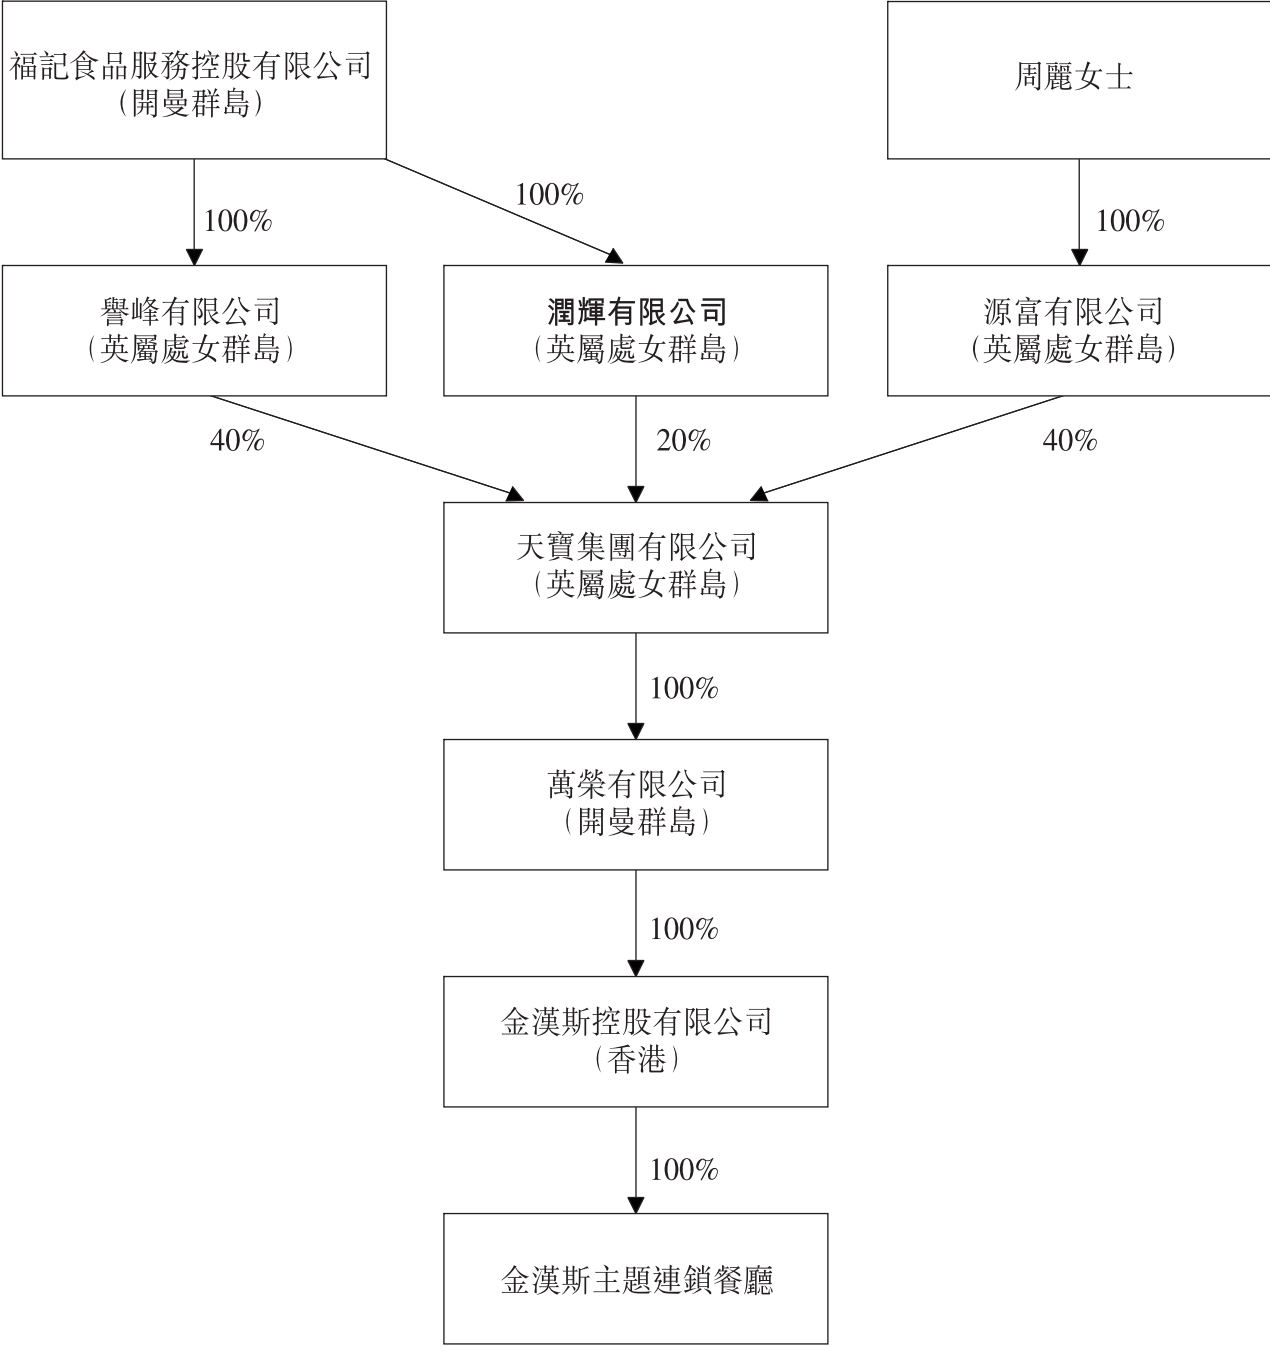 福記食品服務控股有限公司
(開曼群島)
周麗女士
100%
100%
100%
譽峰有限公司
(英屬處女群島)
潤輝有限公司
(英屬處女群島)
源富有限公司
(英屬處女群島)
40%
20%
40%
天寶集團有限公司
(英屬處女群島)
100%
萬榮有限公司
(開曼群島)
100%
金漢斯控股有限公司
(香港)
100%
金漢斯主題連鎖餐廳